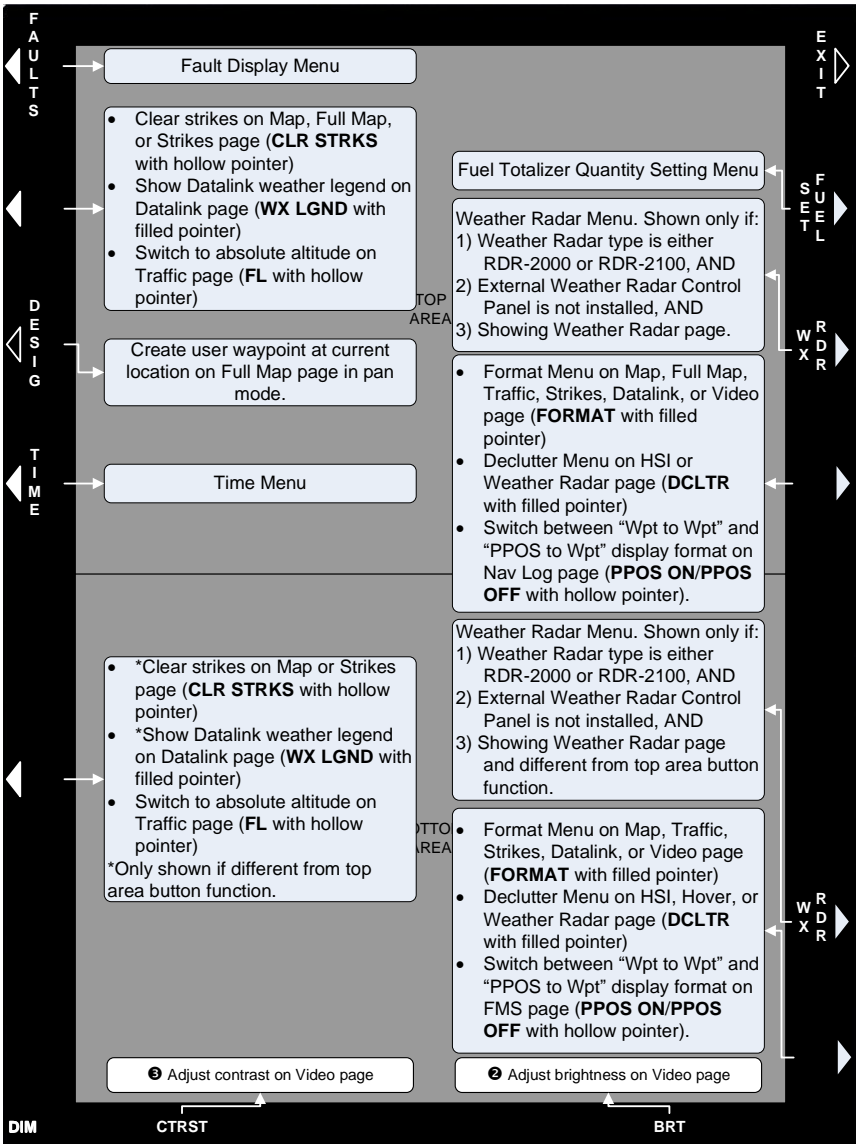 FAULTS
EXIT
Fault Display Menu
• Clear strikes on Map, Full Map,
or Strikes page (CLR STRKS
with hollow pointer)
• Show Datalink weather legend on
Datalink page (WX LGND with
filled pointer)
• Switch to absolute altitude on
Traffic page (FL with hollow
pointer)
Fuel Totalizer Quantity Setting Menu
SET FUEL
Weather Radar Menu. Shown only if:
1) Weather Radar type is either
RDR-2000 or RDR-2100, AND
2) External Weather Radar Control
Panel is not installed, AND
3) Showing Weather Radar page.
TOP
AREA
WX RDR
DESIG
Create user waypoint at current
location on Full Map page in pan
mode.
• Format Menu on Map, Full Map,
Traffic, Strikes, Datalink, or Video
page (FORMAT with filled
pointer)
• Declutter Menu on HSI or
Weather Radar page (DCLTR
with filled pointer)
• Switch between “Wpt to Wpt” and
“PPOS to Wpt” display format on
Nav Log page (PPOS ON/PPOS
OFF with hollow pointer).
TIME
Time Menu
• *Clear strikes on Map or Strikes
page (CLR STRKS with hollow
pointer)
• *Show Datalink weather legend
on Datalink page (WX LGND with
filled pointer)
• Switch to absolute altitude on
Traffic page (FL with hollow
pointer)
*Only shown if different from top
area button function.
Weather Radar Menu. Shown only if:
1) Weather Radar type is either
RDR-2000 or RDR-2100, AND
2) External Weather Radar Control
Panel is not installed, AND
3) Showing Weather Radar page
and different from top area button
function.
OTTO
AREA
• Format Menu on Map, Traffic,
Strikes, Datalink, or Video page
(FORMAT with filled pointer)
• Declutter Menu on HSI, Hover, or
Weather Radar page (DCLTR
with filled pointer)
• Switch between “Wpt to Wpt” and
“PPOS to Wpt” display format on
FMS page (PPOS ON/PPOS
OFF with hollow pointer).
WX RDR
❸ Adjust contrast on Video page
❷ Adjust brightness on Video page
DIM
CTRST
BRT